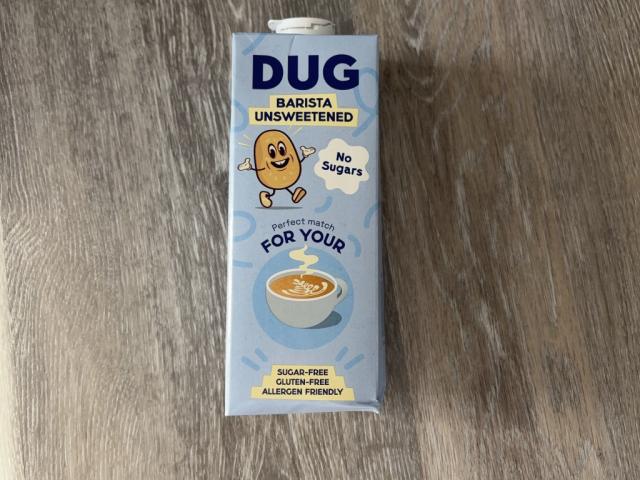 DUG
BARISTA
UNSWEETENED
No
Sugars
Perfect match
FOR YOUR
SUGAR-FREE
GLUTEN-FREE
ALLERGEN FRIENDLY